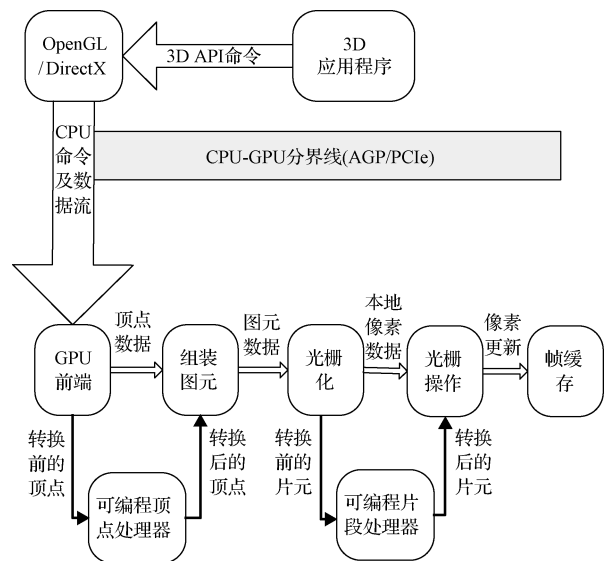 OpenGL
/DirectX
3D API命令
3D
应用程序
CPU
命令
及数
据流
CPU-GPU分界线(AGP/PCIe)
GPU
前端
顶点
数据
组装
图元
图元
数据
光栅
化
本地
像素
数据
光栅
操作
像素
更新
帧缓
存
转换
前的
顶点
可编程顶
点处理器
转换
后的
顶点
转换
前的
片元
可编程片
段处理器
转换
后的
片元